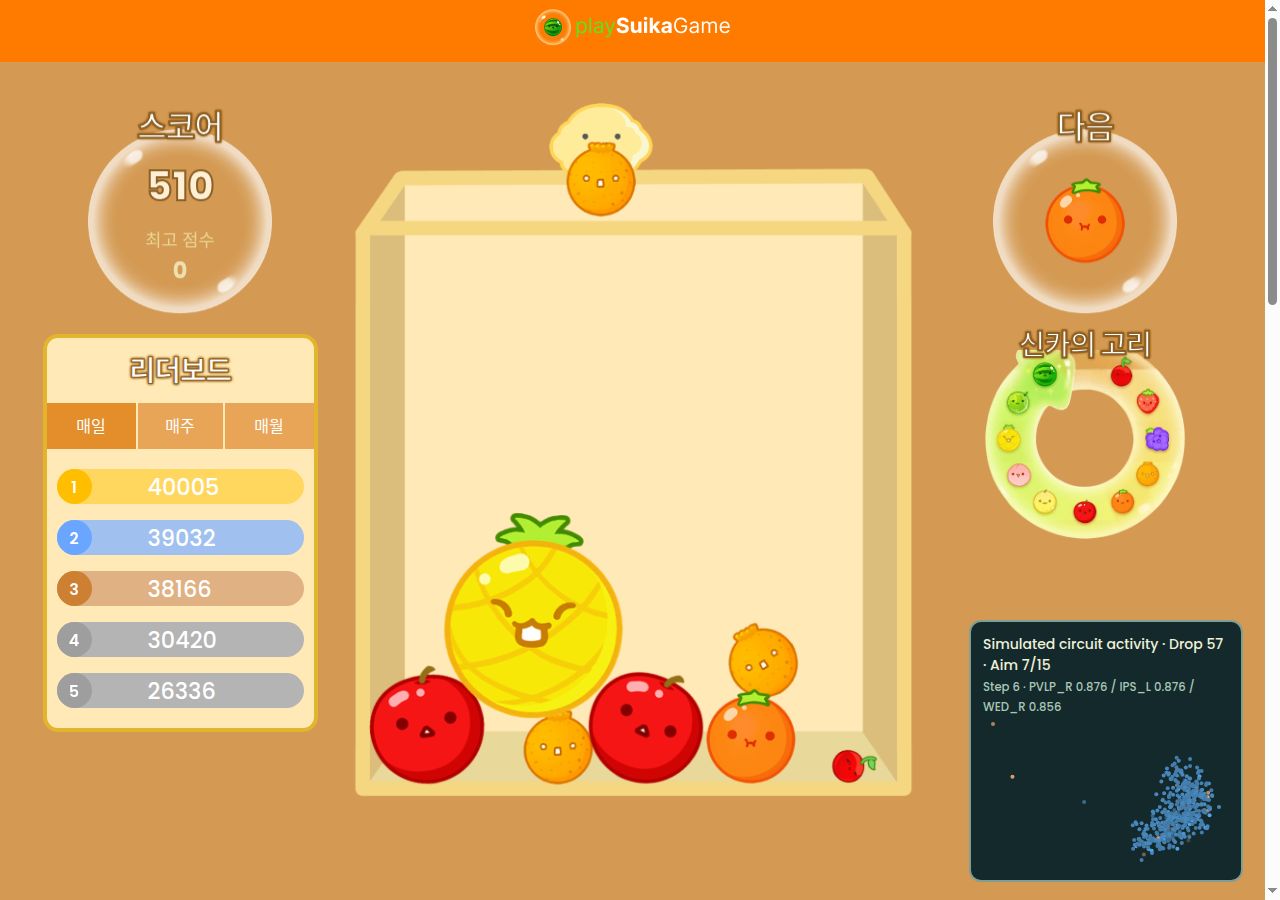 playSuikaGame
스코어
510
최고 점수
0
리더보드
매일 매주 매월
1 40005
2 39032
3 38166
4 30420
5 26336
다음
신카의 고리
Simulated circuit activity · Drop 57
· Aim 7/15
Step 6 · PVLP_R 0.876 / IPS_L 0.876 /
WED_R 0.856